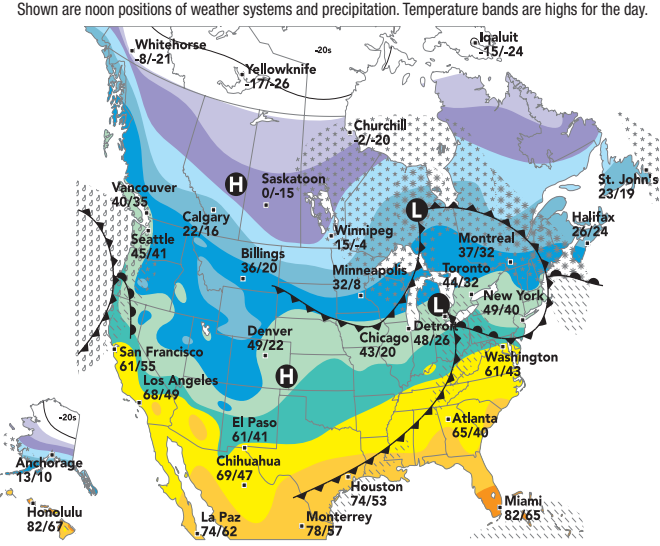 Shown are noon positions of weather systems and precipitation. Temperature bands are highs for the day.
Whitehorse
-8/-21
-20s
Iqaluit
-15/-24
Yellowknife
-17/-26
Churchill
-2/-20
H
Saskatoon
0/-15
St. John's
23/19
Vancouver
40/35
Calgary
22/16
L
Halifax
26/24
Seattle
45/41
Winnipeg
15/-4
Montreal
37/32
Billings
36/20
Minneapolis
32/8
Toronto
44/32
L
New York
49/40
Denver
49/22
Chicago
43/20
Detroit
48/26
San Francisco
61/55
Washington
61/43
H
Los Angeles
68/49
El Paso
61/41
Atlanta
65/40
-20s
Chihuahua
69/47
Anchorage
13/10
Houston
74/53
Miami
82/65
Honolulu
82/67
La Paz
74/62
Monterrey
78/57